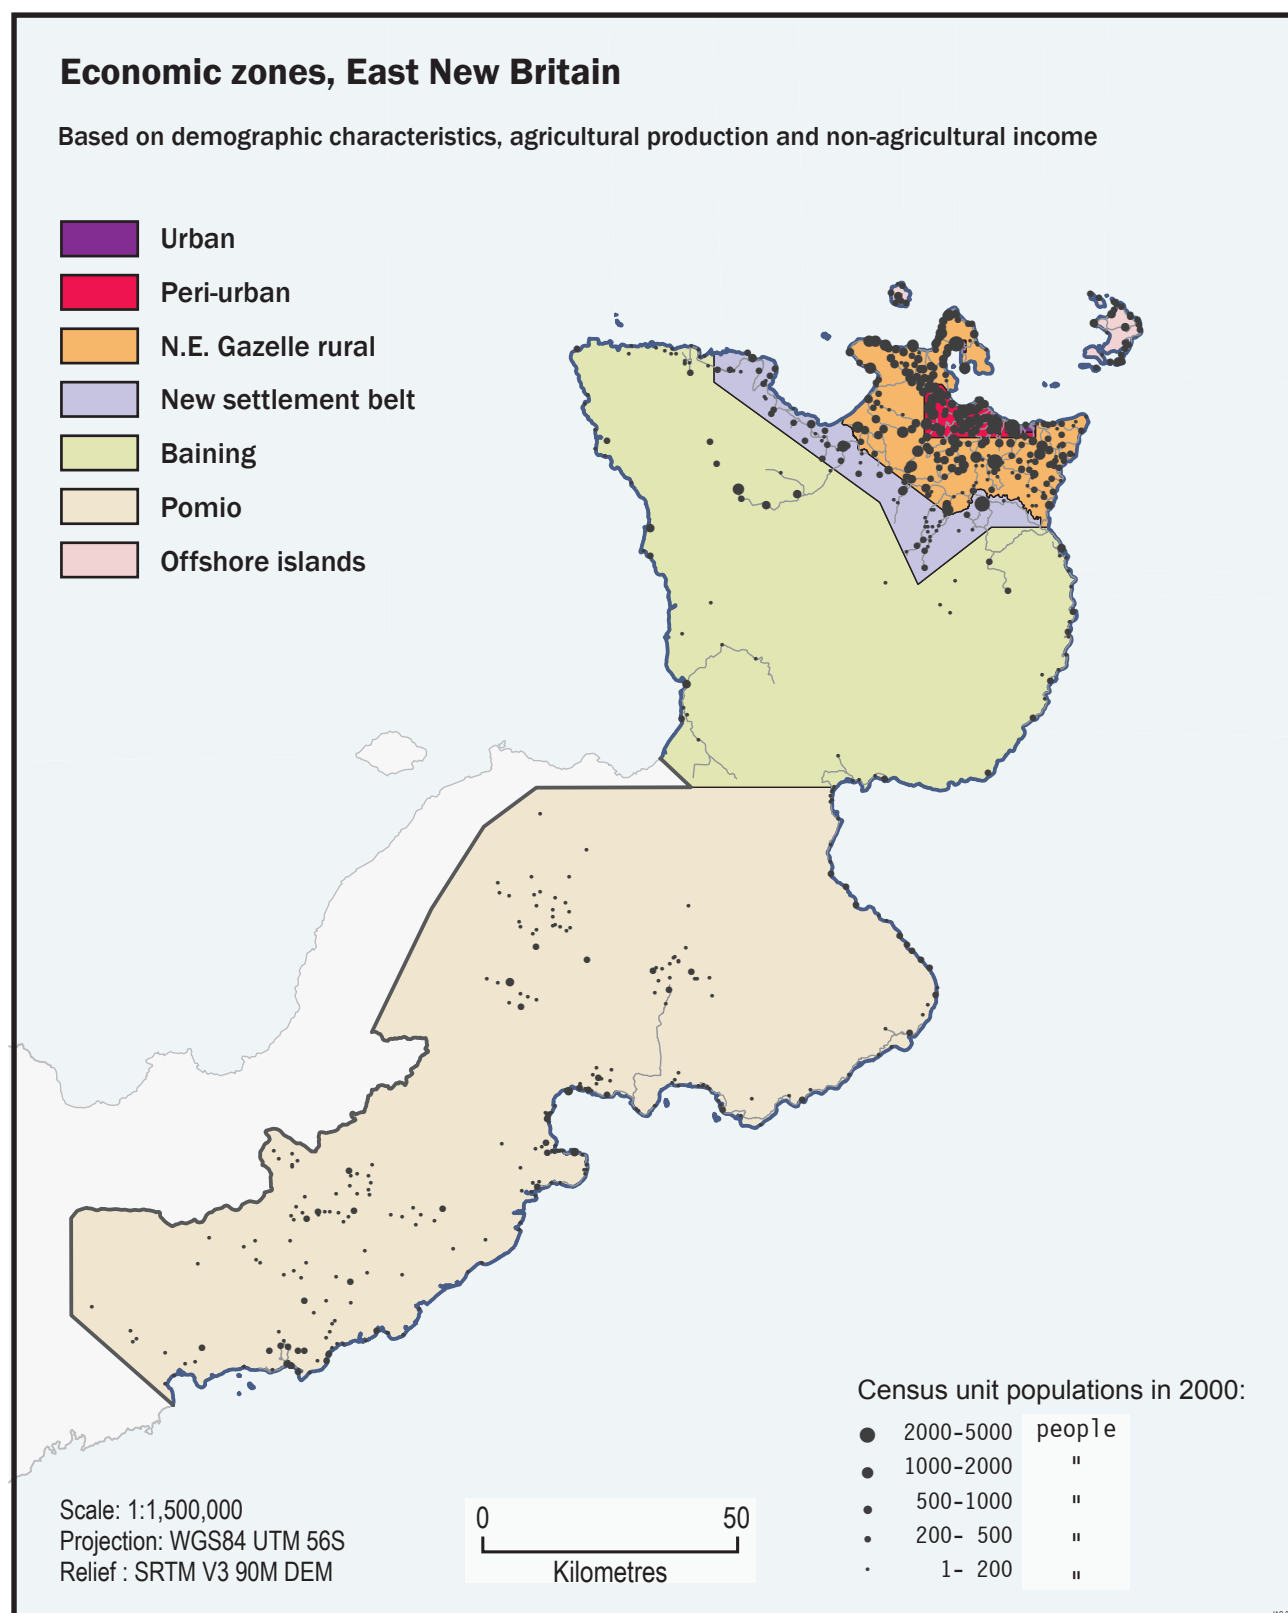 Economic zones, East New Britain
Based on demographic characteristics, agricultural production and non-agricultural income
Urban
Peri-urban
N.E. Gazelle rural
New settlement belt
Baining
Pomio
Offshore islands
Census unit populations in 2000:
2000-5000 people
1000-2000 "
500-1000 "
200- 500 "
1- 200 "
Scale: 1:1,500,000
Projection: WGS84 UTM 56S
Relief : SRTM V3 90M DEM
0 50
Kilometres